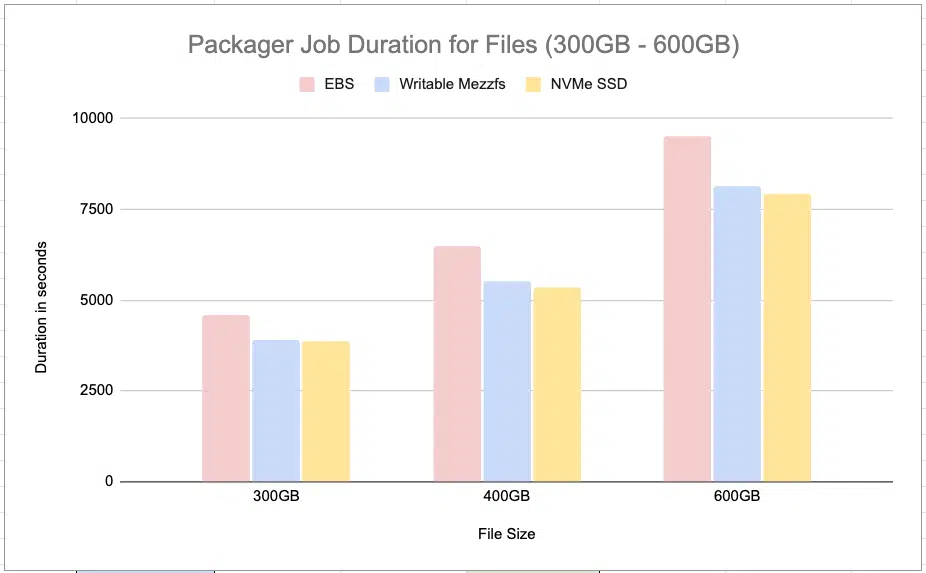 Packager Job Duration for Files (300GB - 600GB)
EBS Writable Mezzfs NVMe SSD
10000
7500
5000
2500
0
Duration in seconds
300GB 400GB 600GB
File Size